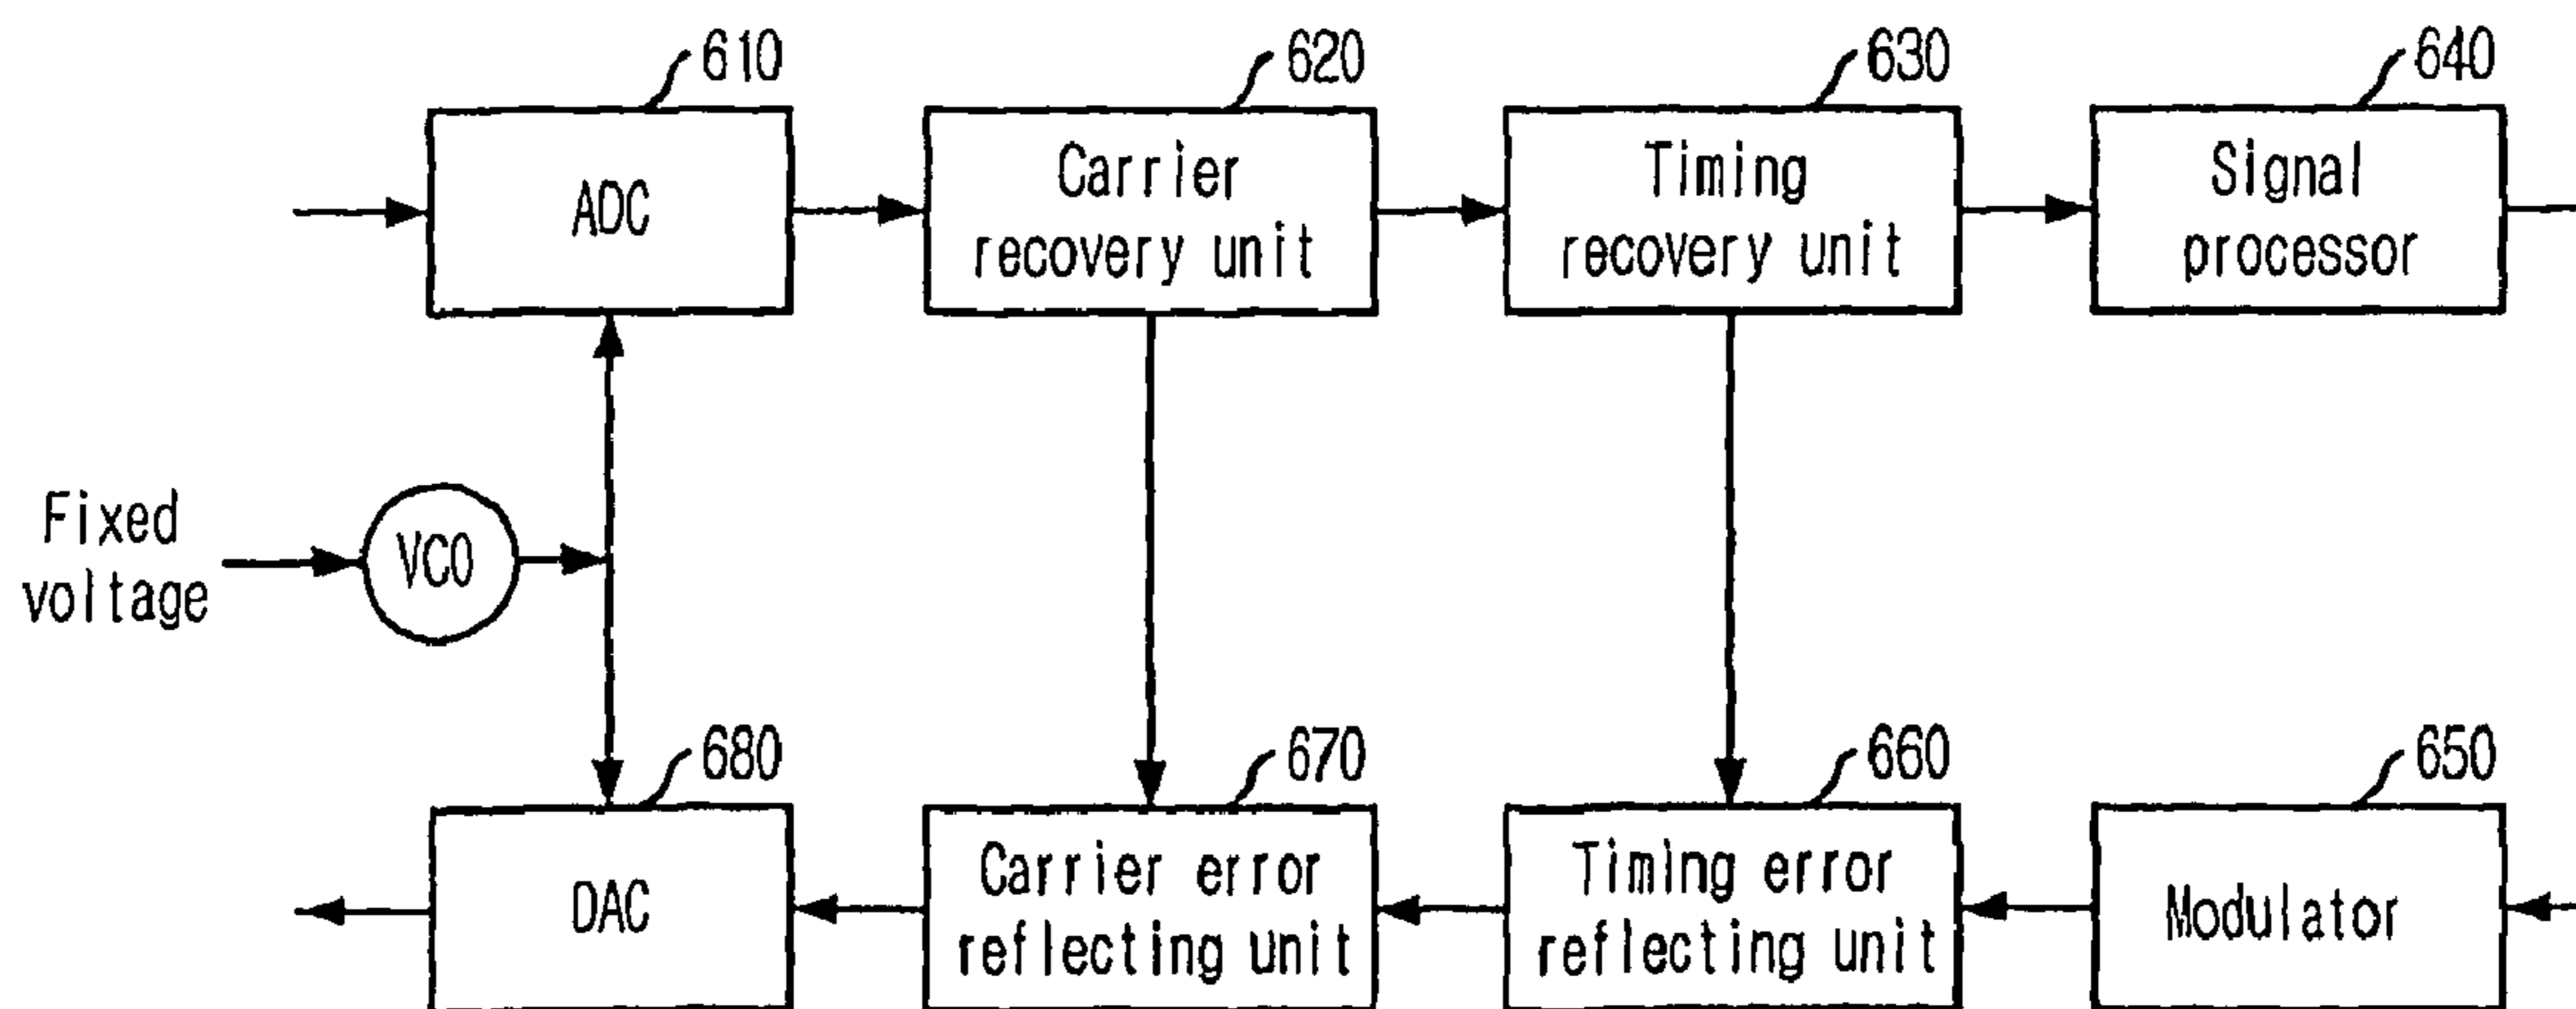 610
620
630
640
ADC
Carrier
recovery unit
Timing
recovery unit
Signal
processor
Fixed
voltage
VCO
680
670
660
650
DAC
Carrier error
reflecting unit
Timing error
reflecting unit
Modulator